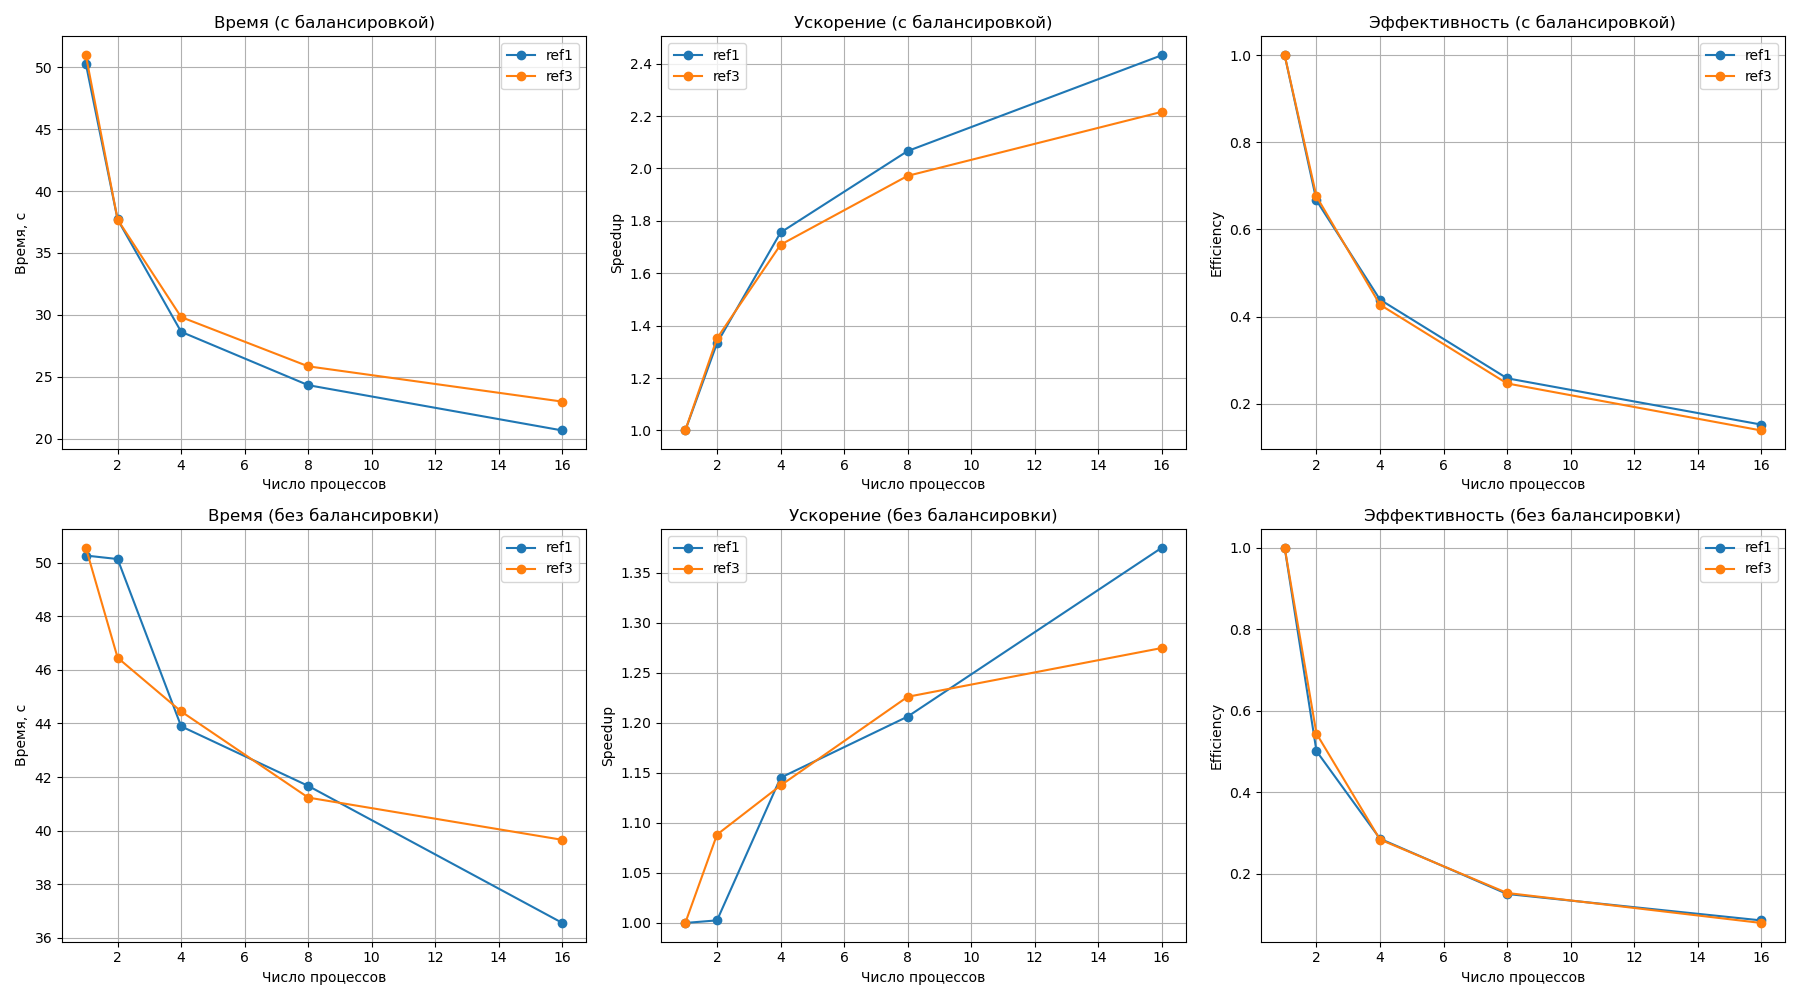 Время (с балансировкой)
ref1
ref3
50
45
40
35
30
25
20
Время, с
2 4 6 8 10 12 14 16
Число процессов
Ускорение (с балансировкой)
ref1
ref3
2.4
2.2
2.0
1.8
1.6
1.4
1.2
1.0
Speedup
2 4 6 8 10 12 14 16
Число процессов
Эффективность (с балансировкой)
ref1
ref3
1.0
0.8
0.6
0.4
0.2
Efficiency
2 4 6 8 10 12 14 16
Число процессов
Время (без балансировки)
ref1
ref3
50
48
46
44
42
40
38
36
Время, с
2 4 6 8 10 12 14 16
Число процессов
Ускорение (без балансировки)
ref1
ref3
1.35
1.30
1.25
1.20
1.15
1.10
1.05
1.00
Speedup
2 4 6 8 10 12 14 16
Число процессов
Эффективность (без балансировки)
ref1
ref3
1.0
0.8
0.6
0.4
0.2
Efficiency
2 4 6 8 10 12 14 16
Число процессов